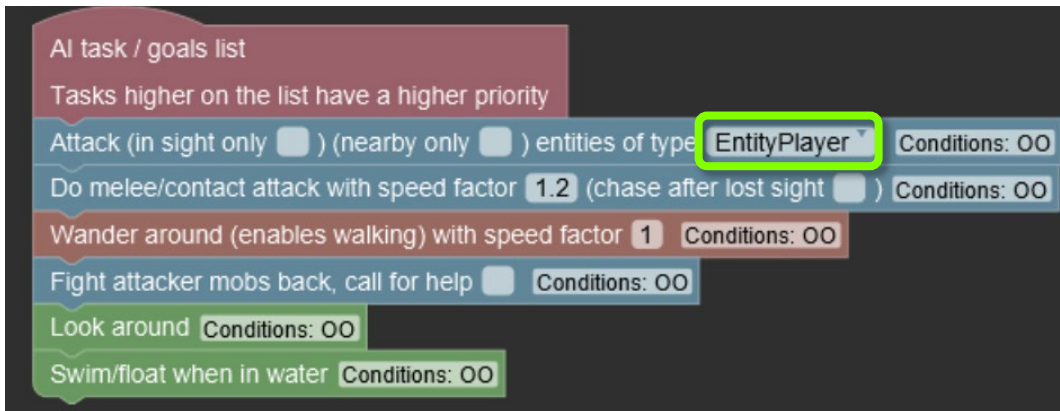 AI task / goals list
Tasks higher on the list have a higher priority
Attack (in sight only ) (nearby only ) entities of type EntityPlayer Conditions: OO
Do melee/contact attack with speed factor 1.2 (chase after lost sight ) Conditions: OO
Wander around (enables walking) with speed factor 1 Conditions: OO
Fight attacker mobs back, call for help Conditions: OO
Look around Conditions: OO
Swim/float when in water Conditions: OO